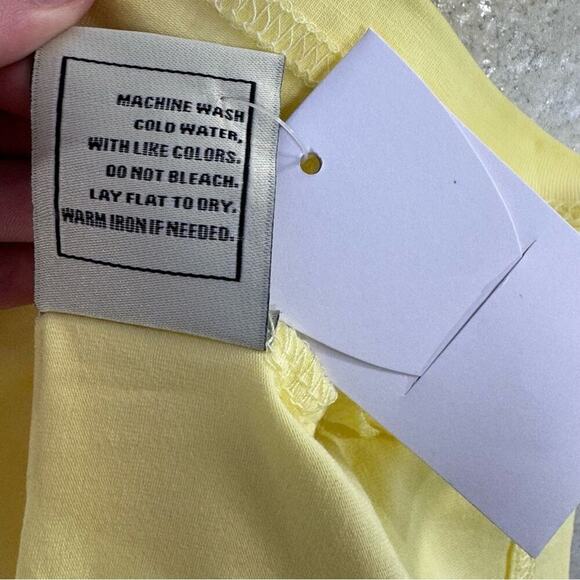 MACHINE WASH
COLD WATER,
WITH LIKE COLORS.
DO NOT BLEACH.
LAY FLAT TO DRY.
WARM IRON IF NEEDED.